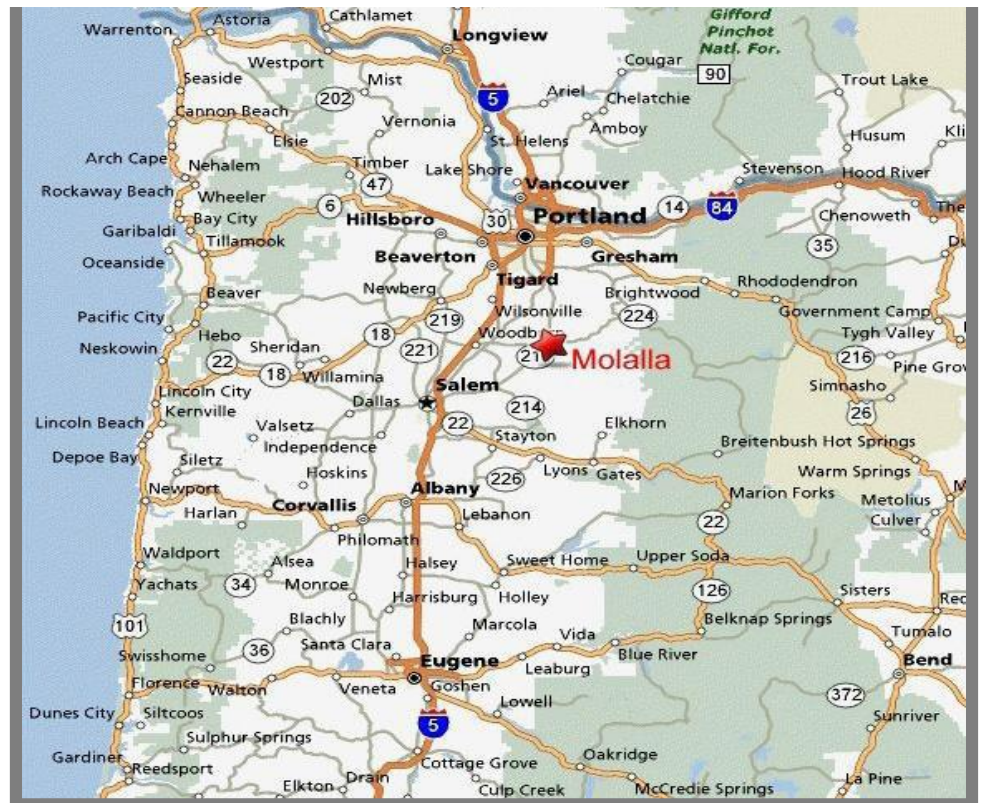 Gifford
Pinchot
Natl. For.
Astoria
Cathlamet
Warrenton
Longview
Westport
Cougar
90
Seaside
Mist
5
Ariel
Trout Lake
202
Chelatchie
Cannon Beach
Vernonia
Amboy
Elsie
St. Helens
Husum
Arch Cape
Nehalem
Timber
Lake Shore
Stevenson
Hood River
Rockaway Beach
Wheeler
47
Vancouver
6
14
84
Bay City
Hillsboro
30
Portland
Chenoweth
Garibaldi
Tillamook
35
Oceanside
Beaverton
Gresham
Tigard
Beaver
Newberg
Brightwood
Rhododendron
Wilsonville
Pacific City
219
224
Government Camp
Hebo
18
Tygh Valley
Neskowin
Sheridan
221
Molalla
216
22
18
Willamina
Simnasho
Lincoln City
Salem
Kernville
Dallas
214
26
Lincoln Beach
Valsetz
22
Elkhorn
Independence
Stayton
Breitenbush Hot Springs
Depoe Bay
Siletz
Hoskins
226
Lyons
Gates
Warm Springs
Newport
Albany
Marion Forks
Metolius
Harlan
Corvallis
Lebanon
22
Culver
Philomath
Waldport
Alsea
Halsey
Sweet Home
Upper Soda
Yachats
34
Monroe
Harrisburg
Holley
126
Sisters
101
Blachly
Marcola
Belknap Springs
Tumalo
36
Santa Clara
Vida
Swisshome
Eugene
Leaburg
Blue River
Bend
Florence
Walton
Veneta
Goshen
Lowell
372
Dunes City
Siltcoos
5
Sunriver
Sulphur Springs
Gardiner
Cottage Grove
Oakridge
Reedsport
Drain
La Pine
Elkton
Culp Creek
McCredie Springs